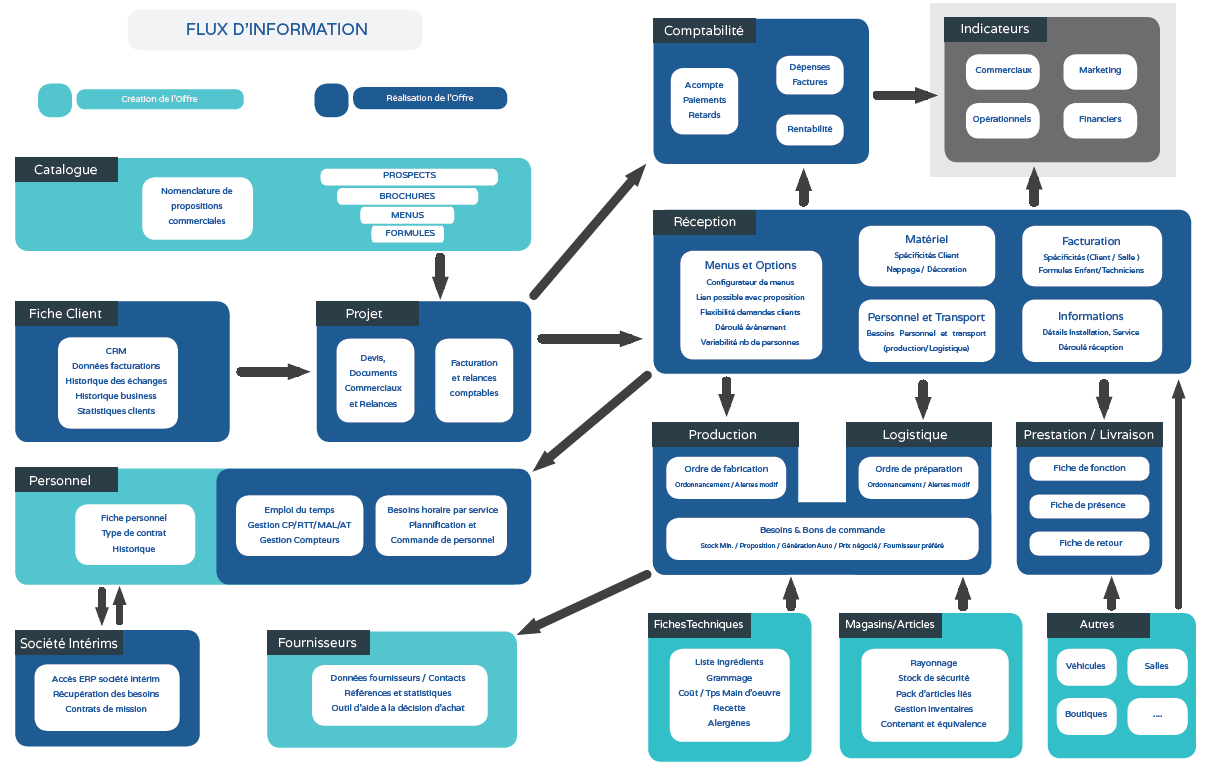 FLUX D'INFORMATION
Création de l'Offre
Réalisation de l'Offre
Catalogue
Nomenclature de
propositions
commerciales
PROSPECTS
BROCHURES
MENUS
FORMULES
Fiche Client
CRM
Données facturations
Historique des échanges
Historique business
Statistiques clients
Projet
Devis,
Documents
Commerciaux
et Relances
Facturation
et relances
comptables
Personnel
Fiche personnel
Type de contrat
Historique
Emploi du temps
Gestion CP/RTT/MAL/AT
Gestion Compteurs
Besoins horaire par service
Plannification et
Commande de personnel
Société Intérims
Accès ERP société intérim
Récupération des besoins
Contrats de mission
Fournisseurs
Données fournisseurs / Contacts
Références et statistiques
Outil d'aide à la décision d'achat
Comptabilité
Acompte
Paiements
Retards
Dépenses
Factures
Rentabilité
Indicateurs
Commerciaux
Marketing
Opérationnels
Financiers
Réception
Menus et Options
Configurateur de menus
Lien possible avec proposition
Flexibilité demandes clients
Déroulé évènement
Variabilité nb de personnes
Matériel
Spécificités Client
Nappage / Décoration
Facturation
Spécificités (Client / Salle )
Formules Enfant/Techniciens
Personnel et Transport
Besoins Personnel et transport
(production/Logistique)
Informations
Détails Installation, Service
Déroulé réception
Production
Ordre de fabrication
Ordonnancement / Alertes modif
Logistique
Ordre de préparation
Ordonnancement / Alertes modif
Besoins & Bons de commande
Stock Min. / Proposition / Génération Auto / Prix négocié / Fournisseur préféré
Prestation / Livraison
Fiche de fonction
Fiche de présence
Fiche de retour
FichesTechniques
Liste ingrédients
Grammage
Coût / Tps Main d'oeuvre
Recette
Alergènes
Magasins/Articles
Rayonnage
Stock de sécurité
Pack d'articles liés
Gestion inventaires
Contenant et équivalence
Autres
Véhicules
Salles
Boutiques
....